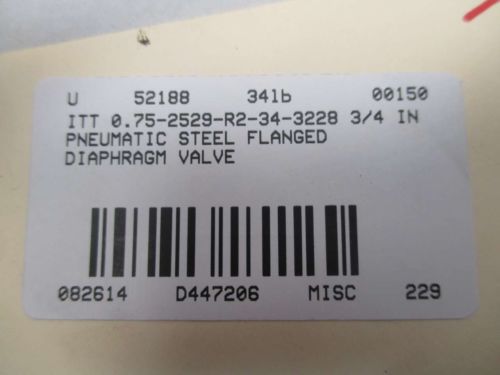 U 52188 34lb 00150
ITT 0.75-2529-R2-34-3228 3/4 IN
PNEUMATIC STEEL FLANGED
DIAPHRAGM VALVE
082614 D447206 MISC 229